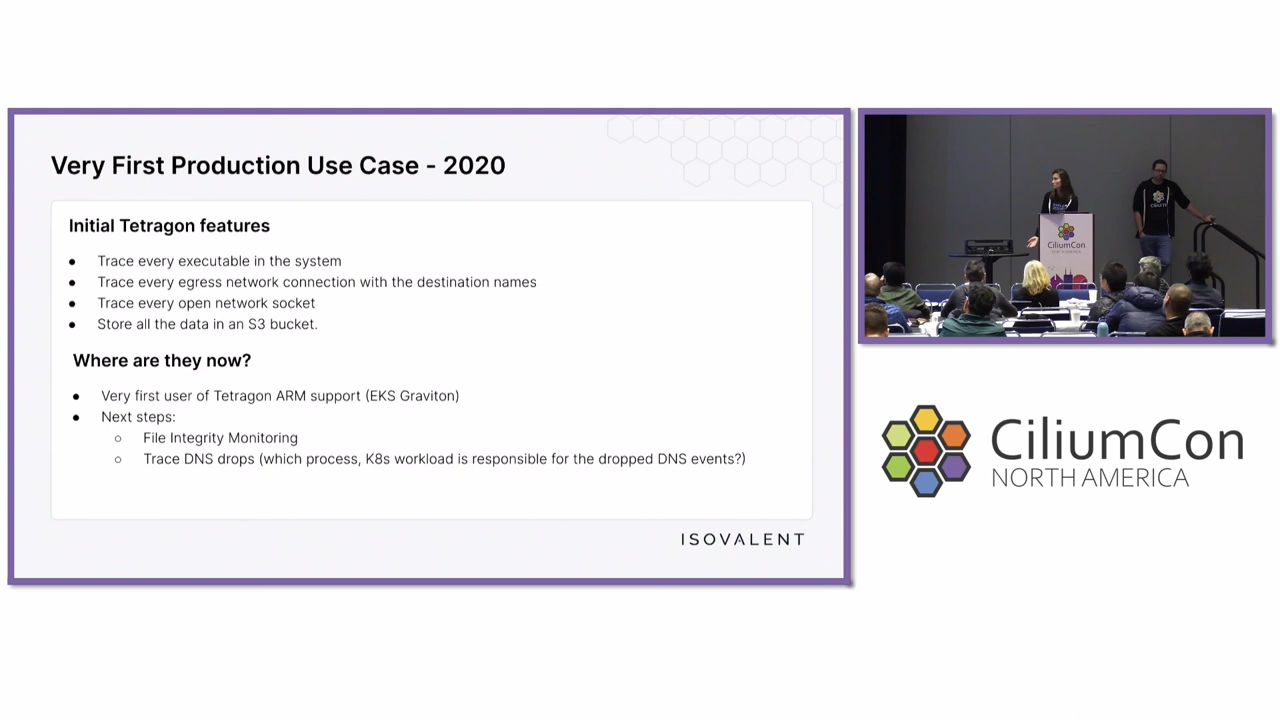 Very First Production Use Case - 2020
Initial Tetragon features
● Trace every executable in the system
● Trace every egress network connection with the destination names
● Trace every open network socket
● Store all the data in an S3 bucket.
Where are they now?
● Very first user of Tetragon ARM support (EKS Graviton)
● Next steps:
○ File Integrity Monitoring
○ Trace DNS drops (which process, K8s workload is responsible for the dropped DNS events?)
ISOVALENT
CiliumCon
CiliumCon
NORTH AMERICA